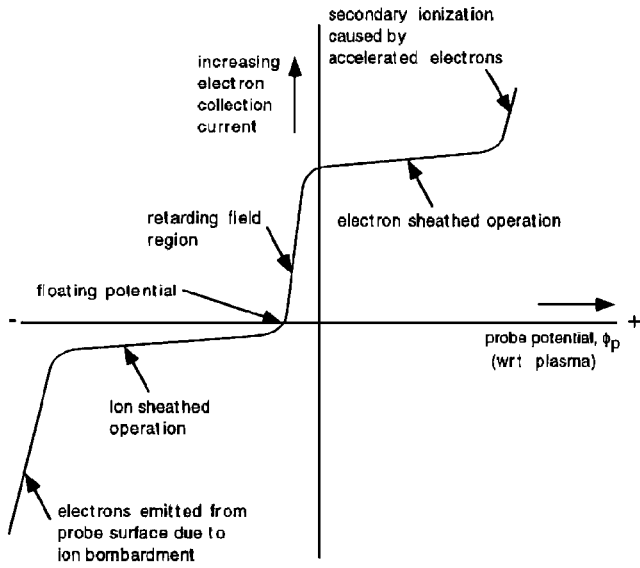 secondary ionization
caused by
accelerated electrons
increasing
electron
collection
current
retarding field
region
electron sheathed operation
floating potential
-
+
probe potential, ϕp
(wrt plasma)
Ion sheathed
operation
electrons emitted from
probe surface due to
ion bombardment